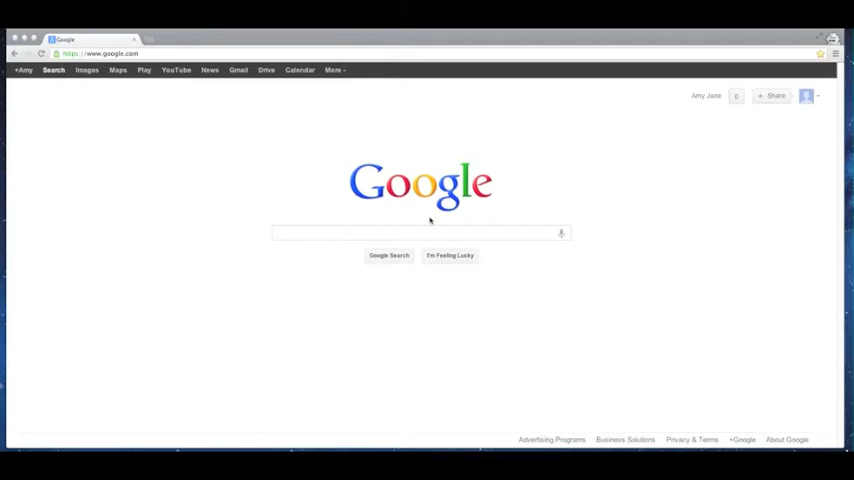 Google
https://www.google.com
+Amy Search Images Maps Play YouTube News Gmail Drive Calendar More
Amy Jane 0 + Share
Google
Google Search I'm Feeling Lucky
Advertising Programs Business Solutions Privacy & Terms +Google About Google